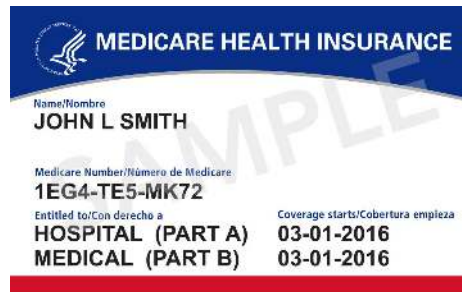 MEDICARE HEALTH INSURANCE
Name/Nombre
JOHN L SMITH
Medicare Number/Número de Medicare
1EG4-TE5-MK72
Entitled to/Con derecho a Coverage starts/Cobertura empieza
HOSPITAL (PART A) 03-01-2016
MEDICAL (PART B) 03-01-2016
SAMPLE